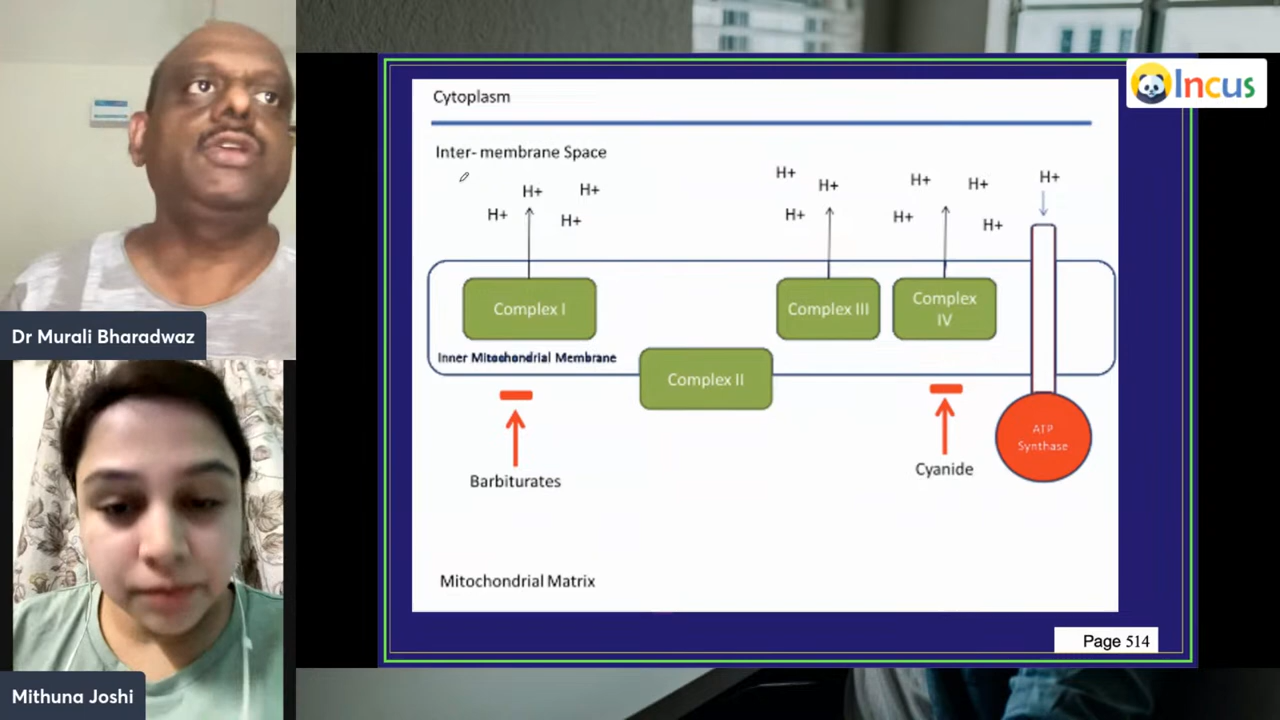 Incus
Cytoplasm
Inter- membrane Space
H+ H+
H+ H+
H+
H+
H+
H+ H+
H+ H+
H+
Complex I
Complex III
Complex
IV
Inner Mitochondrial Membrane
Complex II
Barbiturates
Cyanide
ATP
Synthase
Mitochondrial Matrix
Page 514
Dr Murali Bharadwaz
Mithuna Joshi